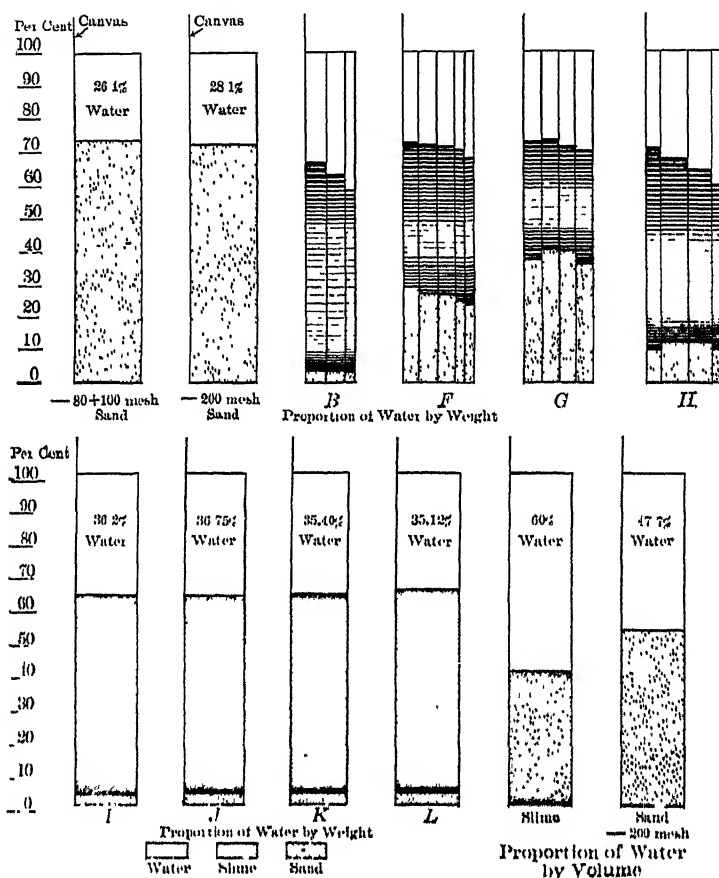 Per Cent Canvas Canvas
100
90
80
70
60
50
40
30
20
10
0
26 1% Water
28 1% Water
—80+100 mesh Sand
—200 mesh Sand
B F G H
Proportion of Water by Weight
Per Cent
100
90
80
70
60
50
40
30
20
10
0
36 2% Water
36 75% Water
35.40% Water
35.12% Water
60% Water
47 7% Water
I J K L Slime Sand
— 200 mesh
Proportion of Water by Weight
Water Slime Sand
Proportion of Water
by Volume